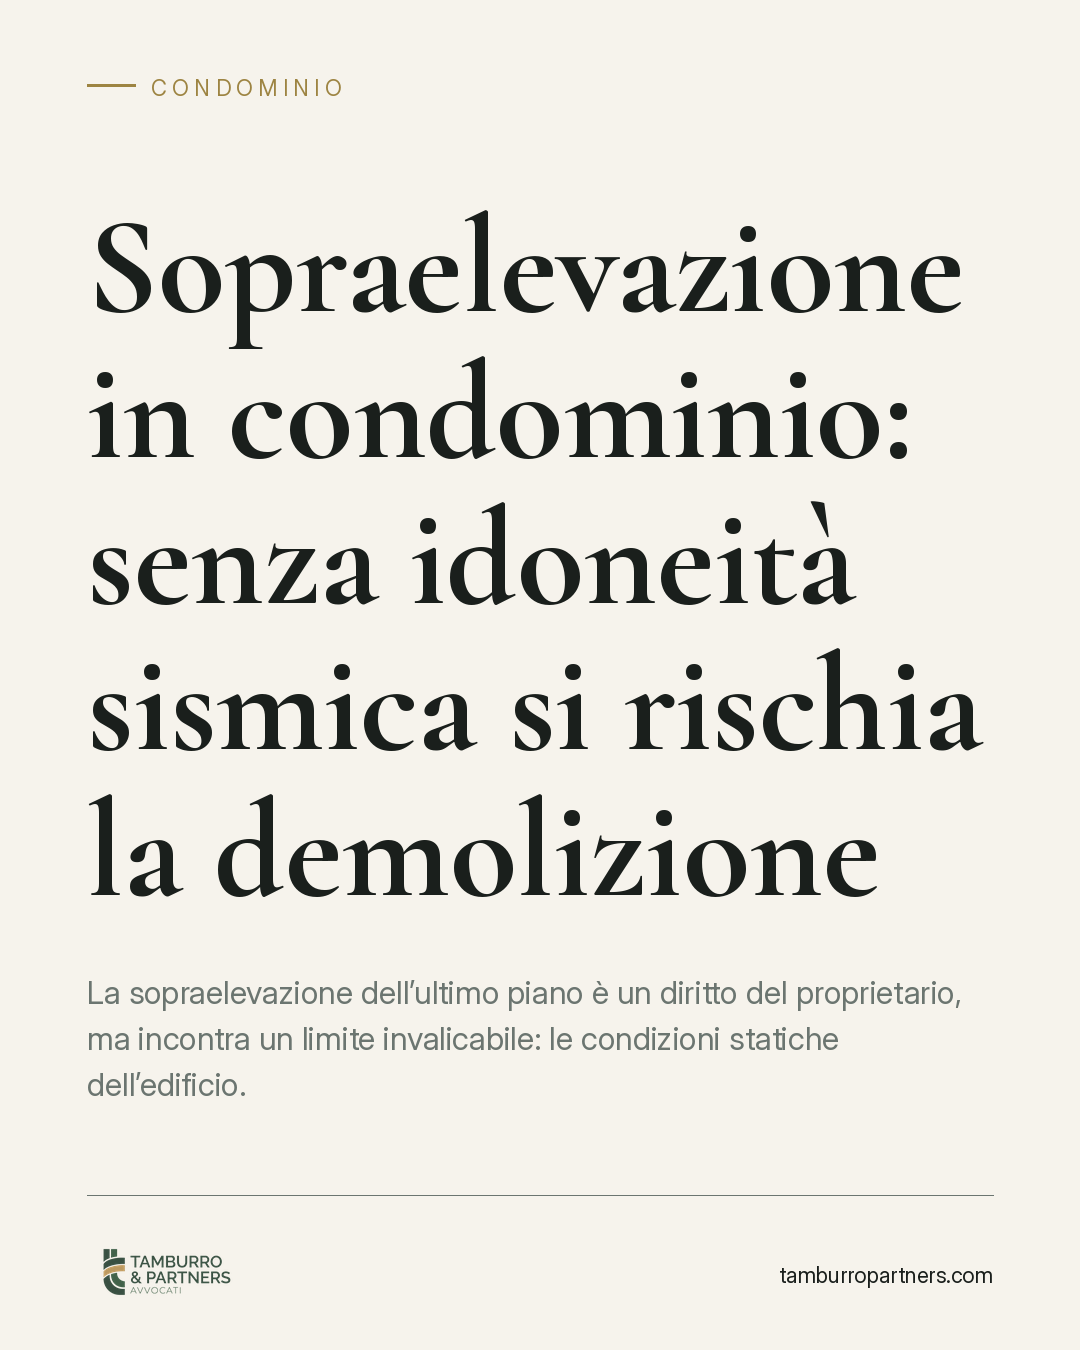 CONDOMINIO
Sopraelevazione
in condominio:
senza idoneità
sismica si rischia
la demolizione
La sopraelevazione dell’ultimo piano è un diritto del proprietario,
ma incontra un limite invalicabile: le condizioni statiche
dell’edificio.
TAMBURRO
& PARTNERS
AVVOCATI
tamburropartners.com